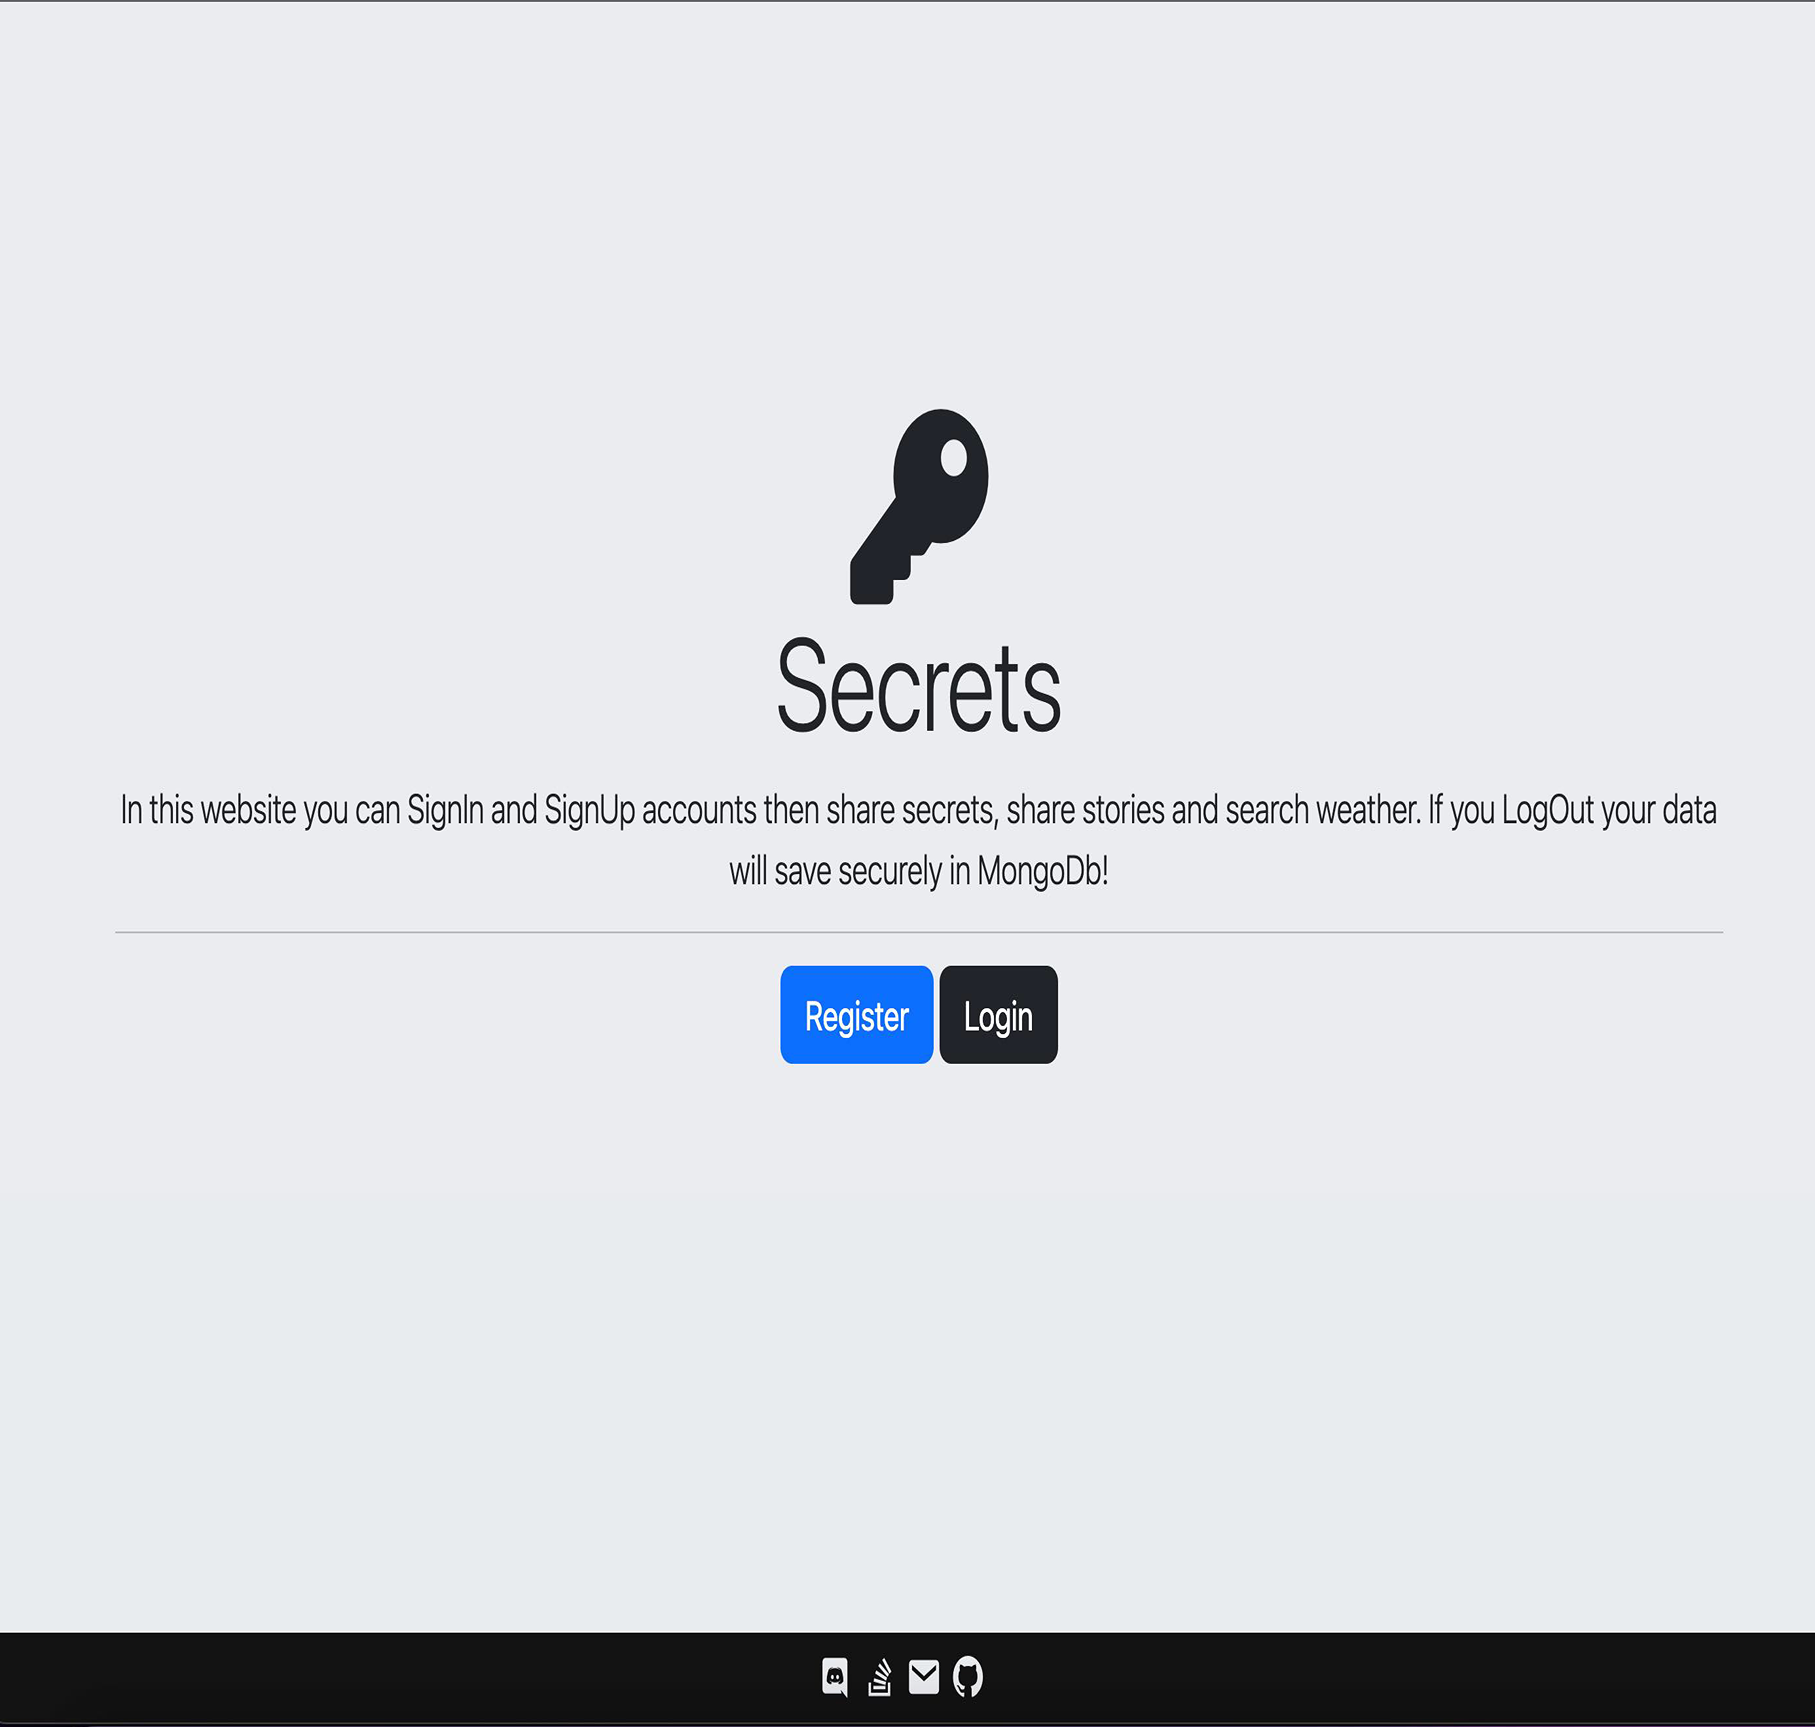 Secrets
In this website you can SignIn and SignUp accounts then share secrets, share stories and search weather. If you LogOut your data
will save securely in MongoDb!
Register Login